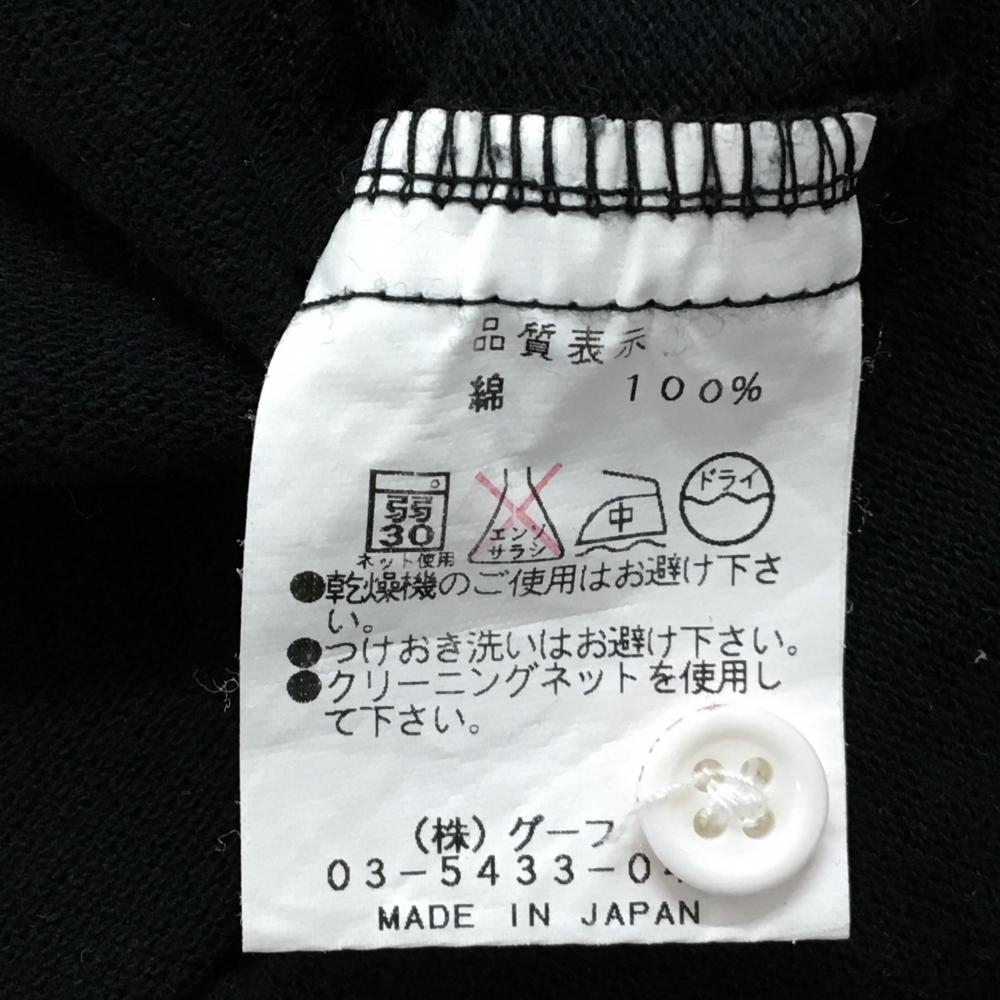 品質表示
綿 100%
弱
30
ネット使用
エンソ
サラシ
中
ドライ
●乾燥機のご使用はお避け下さ
い。
●つけおき洗いはお避け下さい。
●クリーニングネットを使用し
て下さい。
(株)グーフ
03-5433-0
MADE IN JAPAN